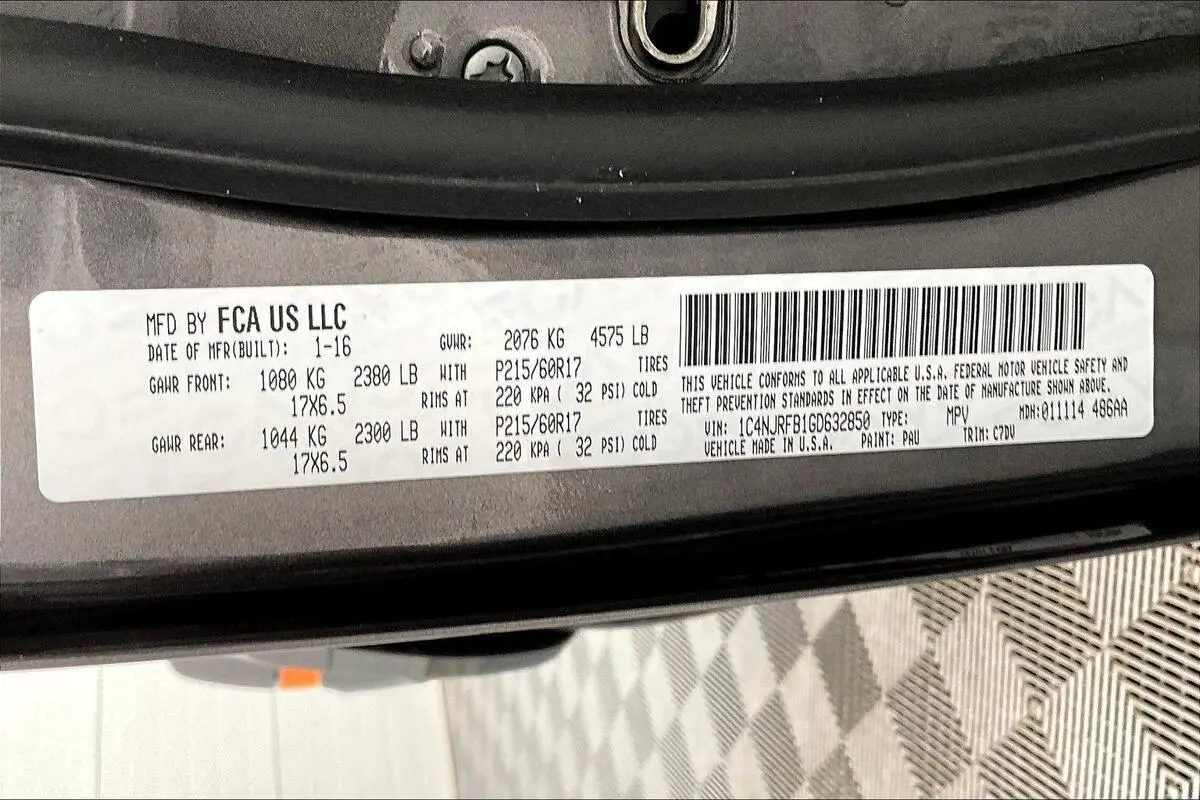 MFD BY FCA US LLC
DATE OF MFR(BUILT): 1-16 GVWR: 2076 KG 4575 LB
GAWR FRONT: 1080 KG 2380 LB WITH P215/60R17 TIRES
17X6.5 RIMS AT 220 KPA ( 32 PSI) COLD
GAWR REAR: 1044 KG 2300 LB WITH P215/60R17 TIRES
17X6.5 RIMS AT 220 KPA ( 32 PSI) COLD
THIS VEHICLE CONFORMS TO ALL APPLICABLE U.S.A. FEDERAL MOTOR VEHICLE SAFETY AND
THEFT PREVENTION STANDARDS IN EFFECT ON THE DATE OF MANUFACTURE SHOWN ABOVE.
VIN: 1C4NJRFB1GD632850 TYPE: MPV MDH:011114 486AA
VEHICLE MADE IN U.S.A. PAINT: PAU TRIM: C7DV